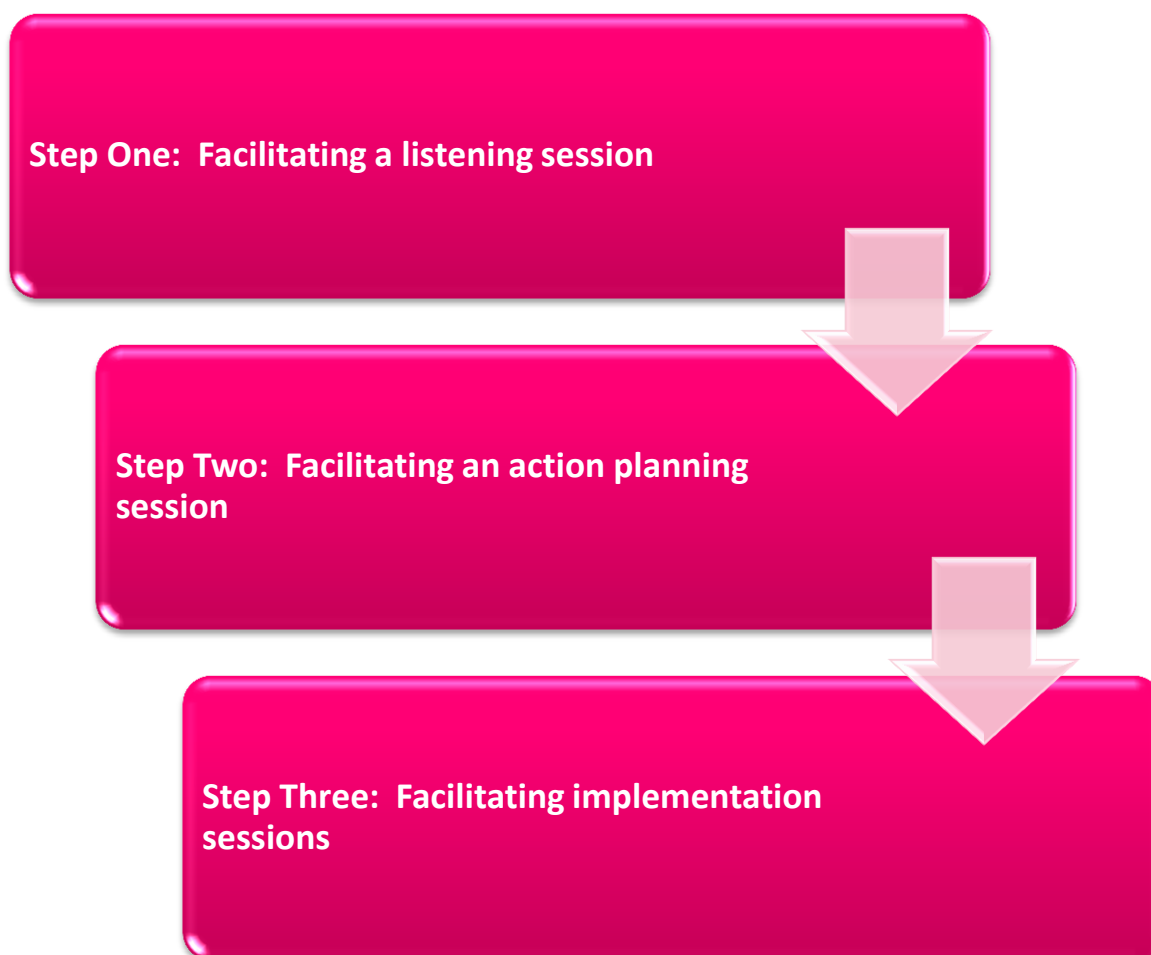 Step One:  Facilitating a listening session
Step Two:  Facilitating an action planning
session
Step Three:  Facilitating implementation
sessions